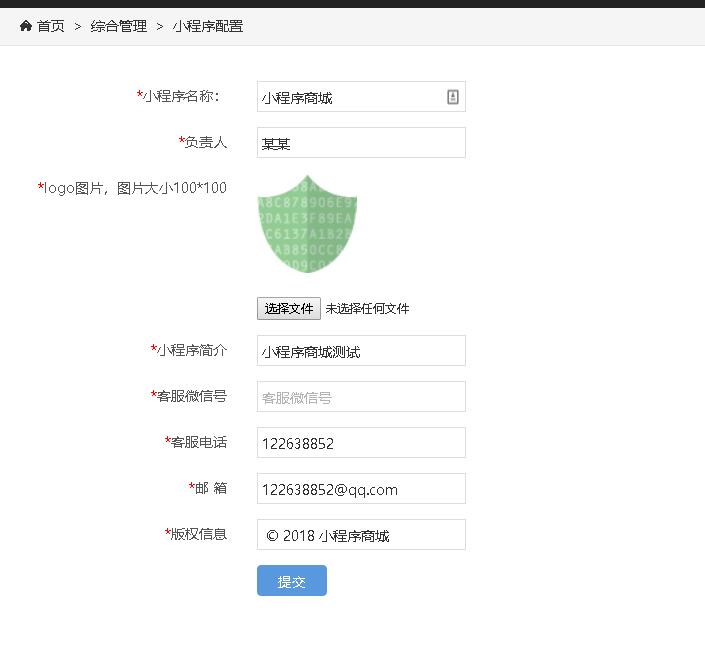 首页 > 综合管理 > 小程序配置
*小程序名称： 小程序商城
*负责人 某某
*logo图片，图片大小100*100
A8C878906E9
2DA1E3F89EA
C6137A1B2B
AB850CC8
选择文件 未选择任何文件
*小程序简介 小程序商城测试
*客服微信号 客服微信号
*客服电话 122638852
*邮 箱 122638852@qq.com
*版权信息 © 2018 小程序商城
提交